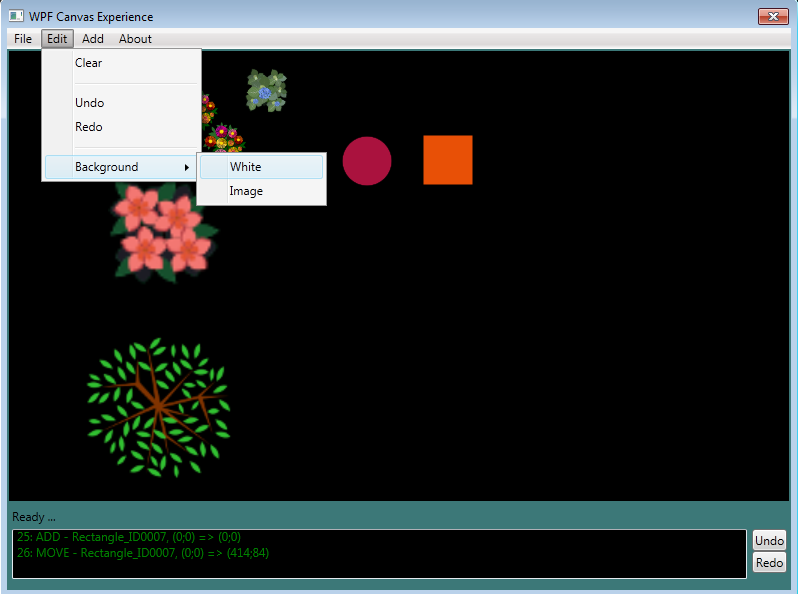 WPF Canvas Experience
File Edit Add About
Clear
Undo
Redo
Background
White
Image
Ready ...
25: ADD - Rectangle_ID0007, (0;0) => (0;0)
26: MOVE - Rectangle_ID0007, (0;0) => (414;84)
Undo
Redo